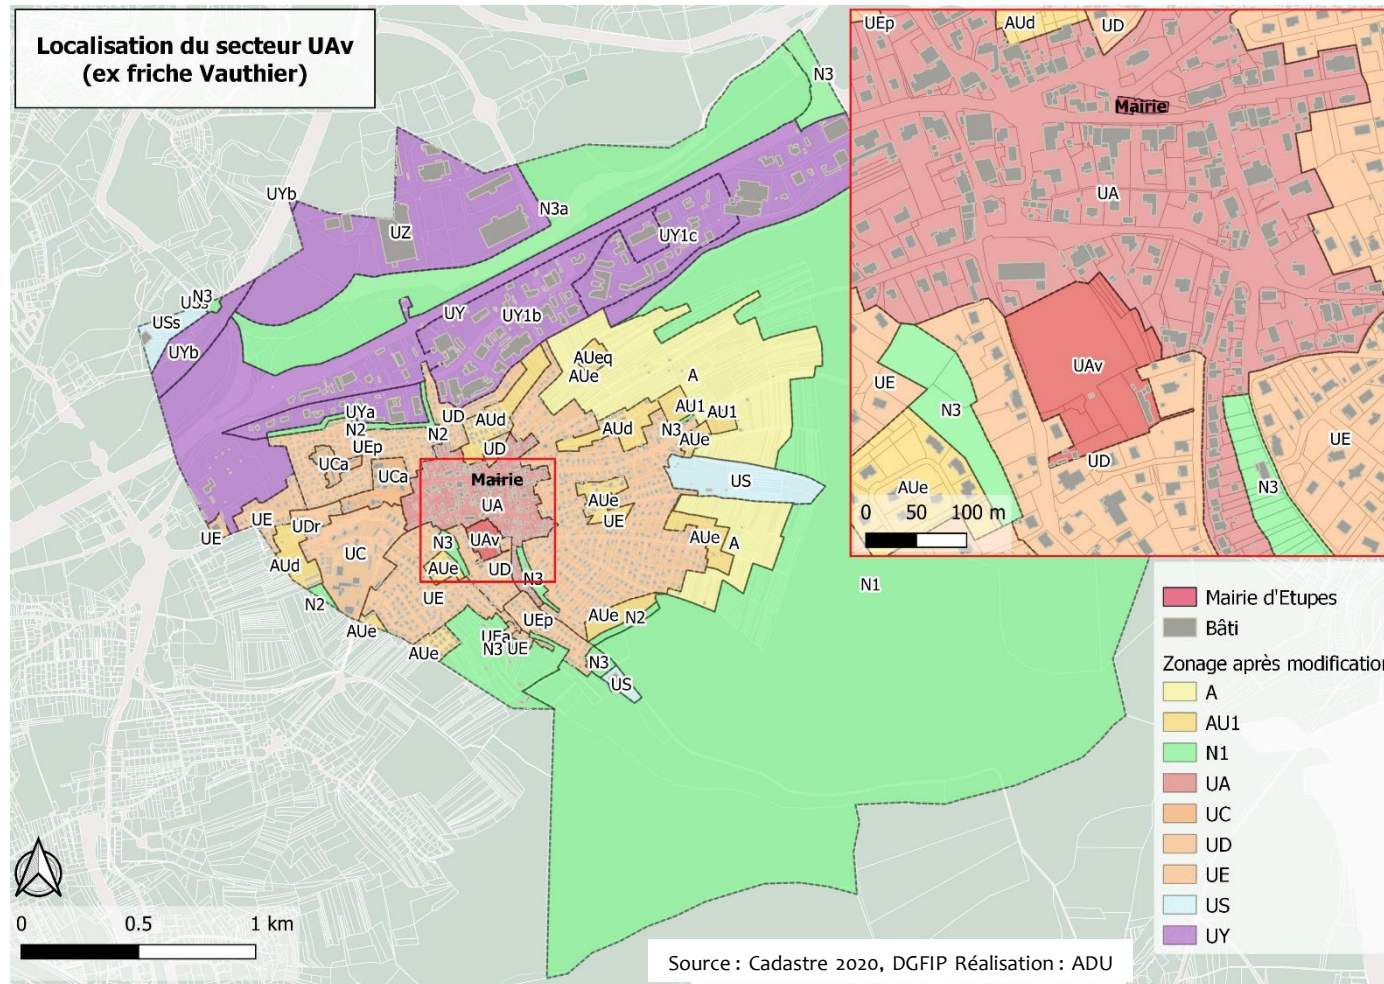 Localisation du secteur UAv
(ex friche Vauthier)
N3
UYb
N3a
UZ
UY1c
N3
USs
UY
UY1b
UYb
AUeq
AUe
A
UYa
N2
UD
AUd
AU1
AU1
N2
AUd
N3
UEp
UD
AUe
UCa
UCa
Mairie
US
UA
AUe
UE
UE
UDr
UE
UC
N3
UAv
AUe
A
AUd
AUe
UD
N3
N1
UE
N2
UEp
AUe
N2
AUe
UEa
AUe
N3
UE
N3
US
UEp
AUd
UD
Mairie
UA
UAv
UE
N3
UE
UD
AUe
N3
0 50 100 m
Mairie d'Etupes
Bâti
Zonage après modification
A
AU1
N1
UA
UC
UD
UE
US
UY
0 0.5 1 km
Source : Cadastre 2020, DGFIP Réalisation : ADU